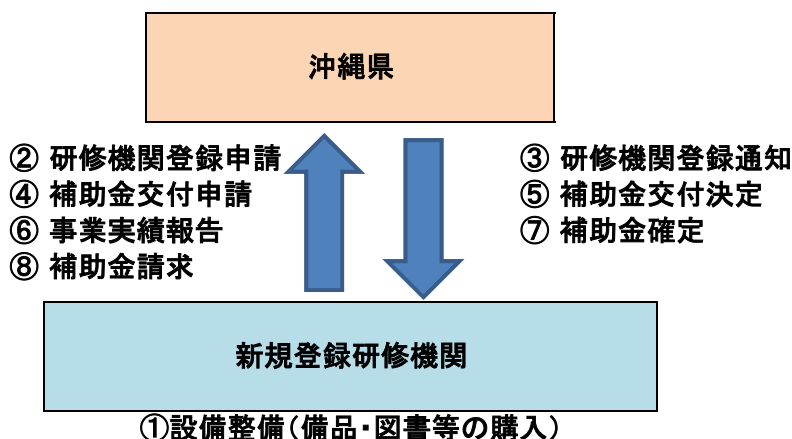 沖縄県
② 研修機関登録申請
④ 補助金交付申請
⑥ 事業実績報告
⑧ 補助金請求
③ 研修機関登録通知
⑤ 補助金交付決定
⑦ 補助金確定
新規登録研修機関
①設備整備（備品・図書等の購入）